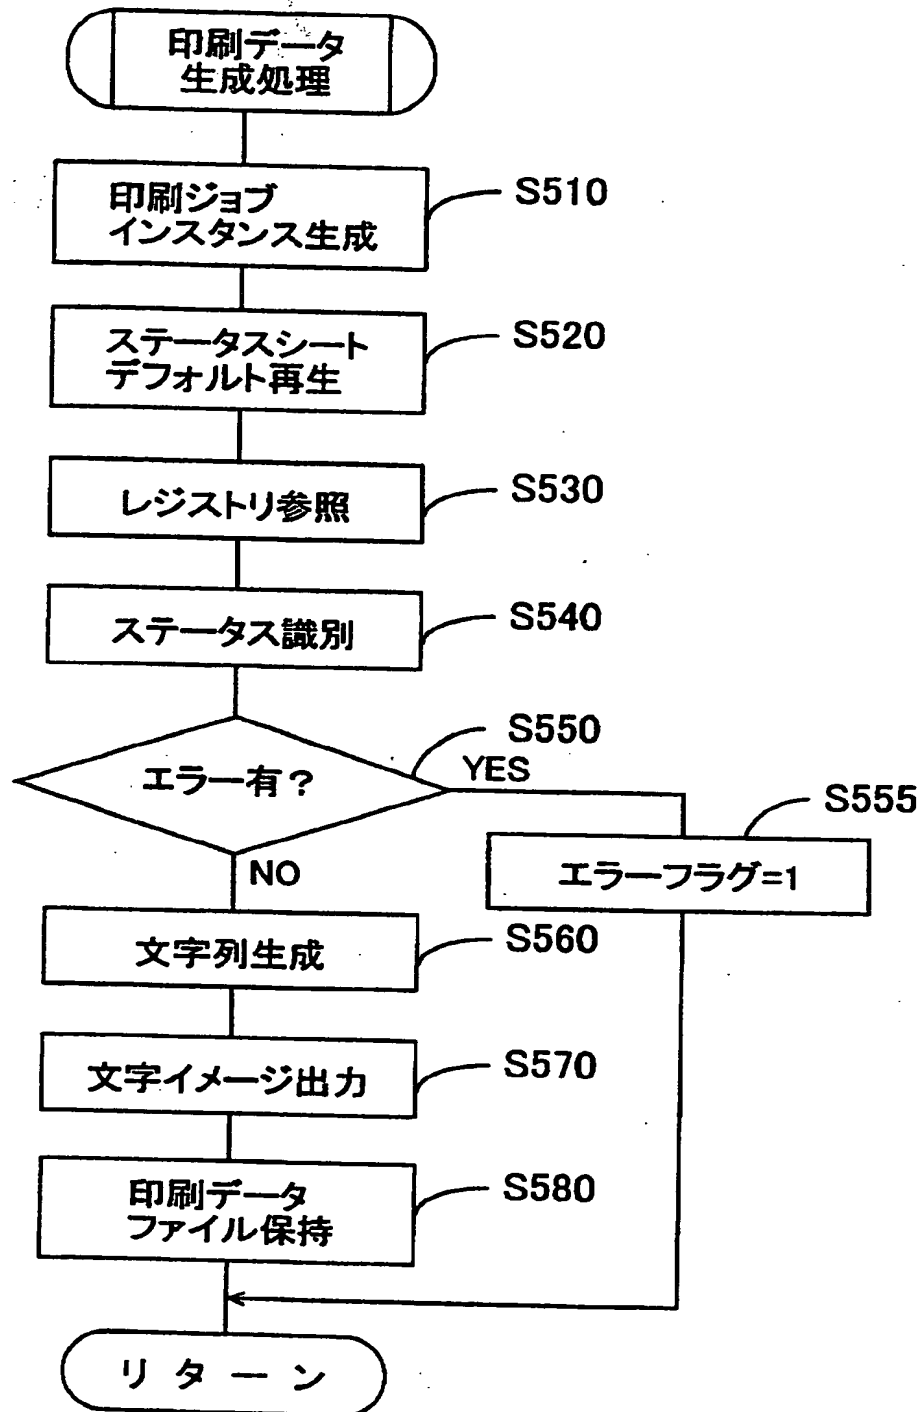 印刷データ
生成処理
印刷ジョブ
インスタンス生成
S510
ステータスシート
デフォルト再生
S520
レジストリ参照
S530
ステータス識別
S540
エラー有？
S550
YES
NO
エラーフラグ=1
S555
文字列生成
S560
文字イメージ出力
S570
印刷データ
ファイル保持
S580
リターン